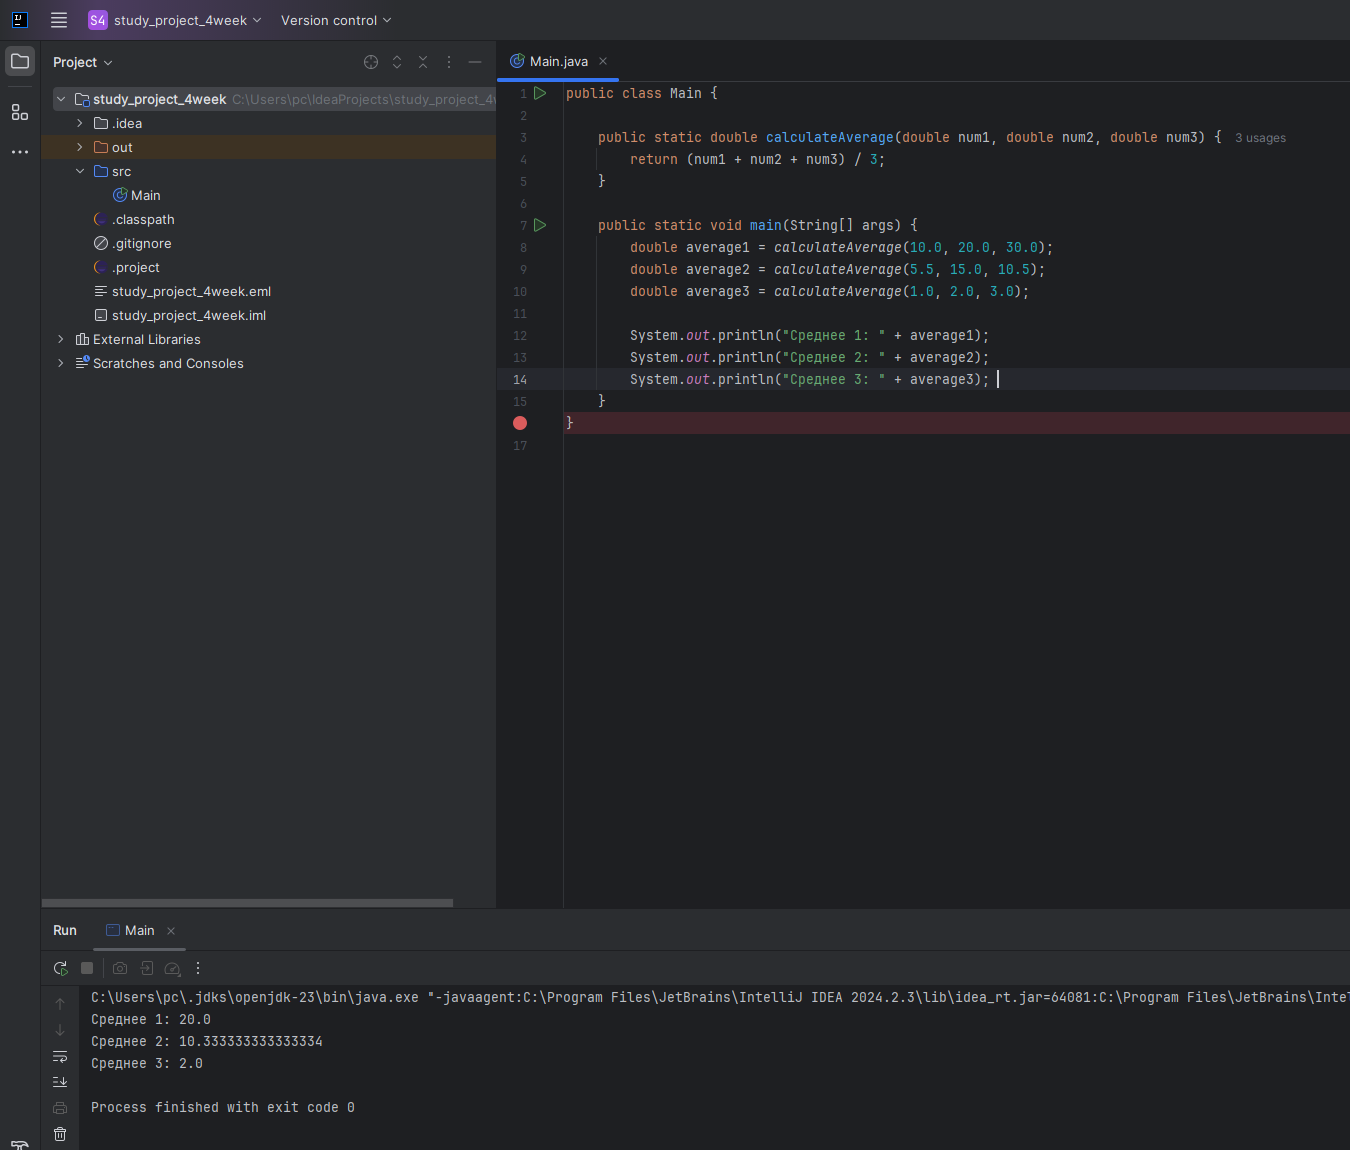 S4 study_project_4week Version control
Project
Main.java
study_project_4week C:\Users\pc\IdeaProjects\study_project_4w
.idea
out
src
Main
.classpath
.gitignore
.project
study_project_4week.eml
study_project_4week.iml
External Libraries
Scratches and Consoles
1 public class Main {
2
3 public static double calculateAverage(double num1, double num2, double num3) { 3 usages
4 return (num1 + num2 + num3) / 3;
5 }
6
7 public static void main(String[] args) {
8 double average1 = calculateAverage(10.0, 20.0, 30.0);
9 double average2 = calculateAverage(5.5, 15.0, 10.5);
10 double average3 = calculateAverage(1.0, 2.0, 3.0);
11
12 System.out.println("Среднее 1: " + average1);
13 System.out.println("Среднее 2: " + average2);
14 System.out.println("Среднее 3: " + average3);
15 }
}
17
Run Main
C:\Users\pc\.jdks\openjdk-23\bin\java.exe "-javaagent:C:\Program Files\JetBrains\IntelliJ IDEA 2024.2.3\lib\idea_rt.jar=64081:C:\Program Files\JetBrains\Intel
Среднее 1: 20.0
Среднее 2: 10.333333333333334
Среднее 3: 2.0
Process finished with exit code 0